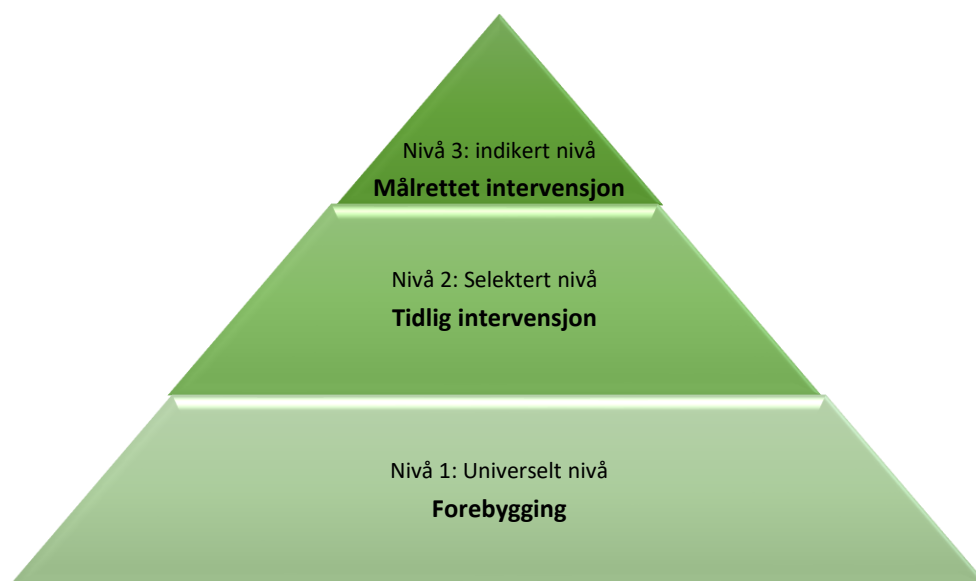 Nivå 3: indikert nivå
Målrettet intervensjon
Nivå 2: Selektert nivå
Tidlig intervensjon
Nivå 1: Universelt nivå
Forebygging